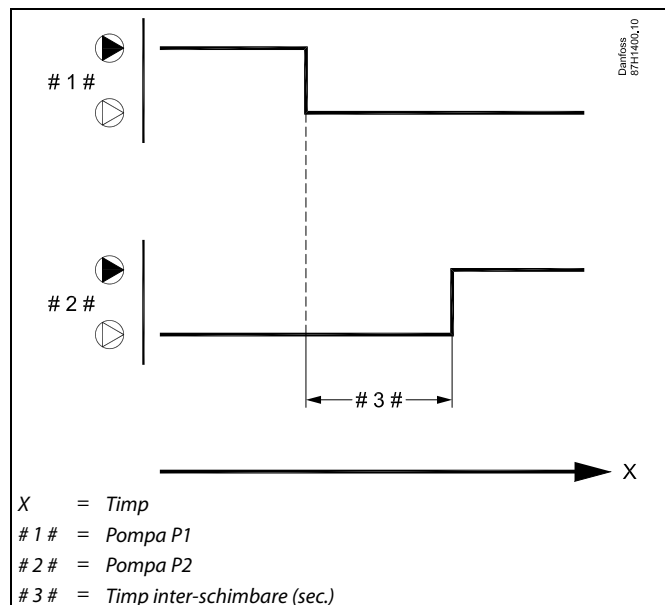 Danfoss
87H1400.10
# 1 #
# 2 #
# 3 #
X
X = Timp
# 1 # = Pompa P1
# 2 # = Pompa P2
# 3 # = Timp inter-schimbare (sec.)